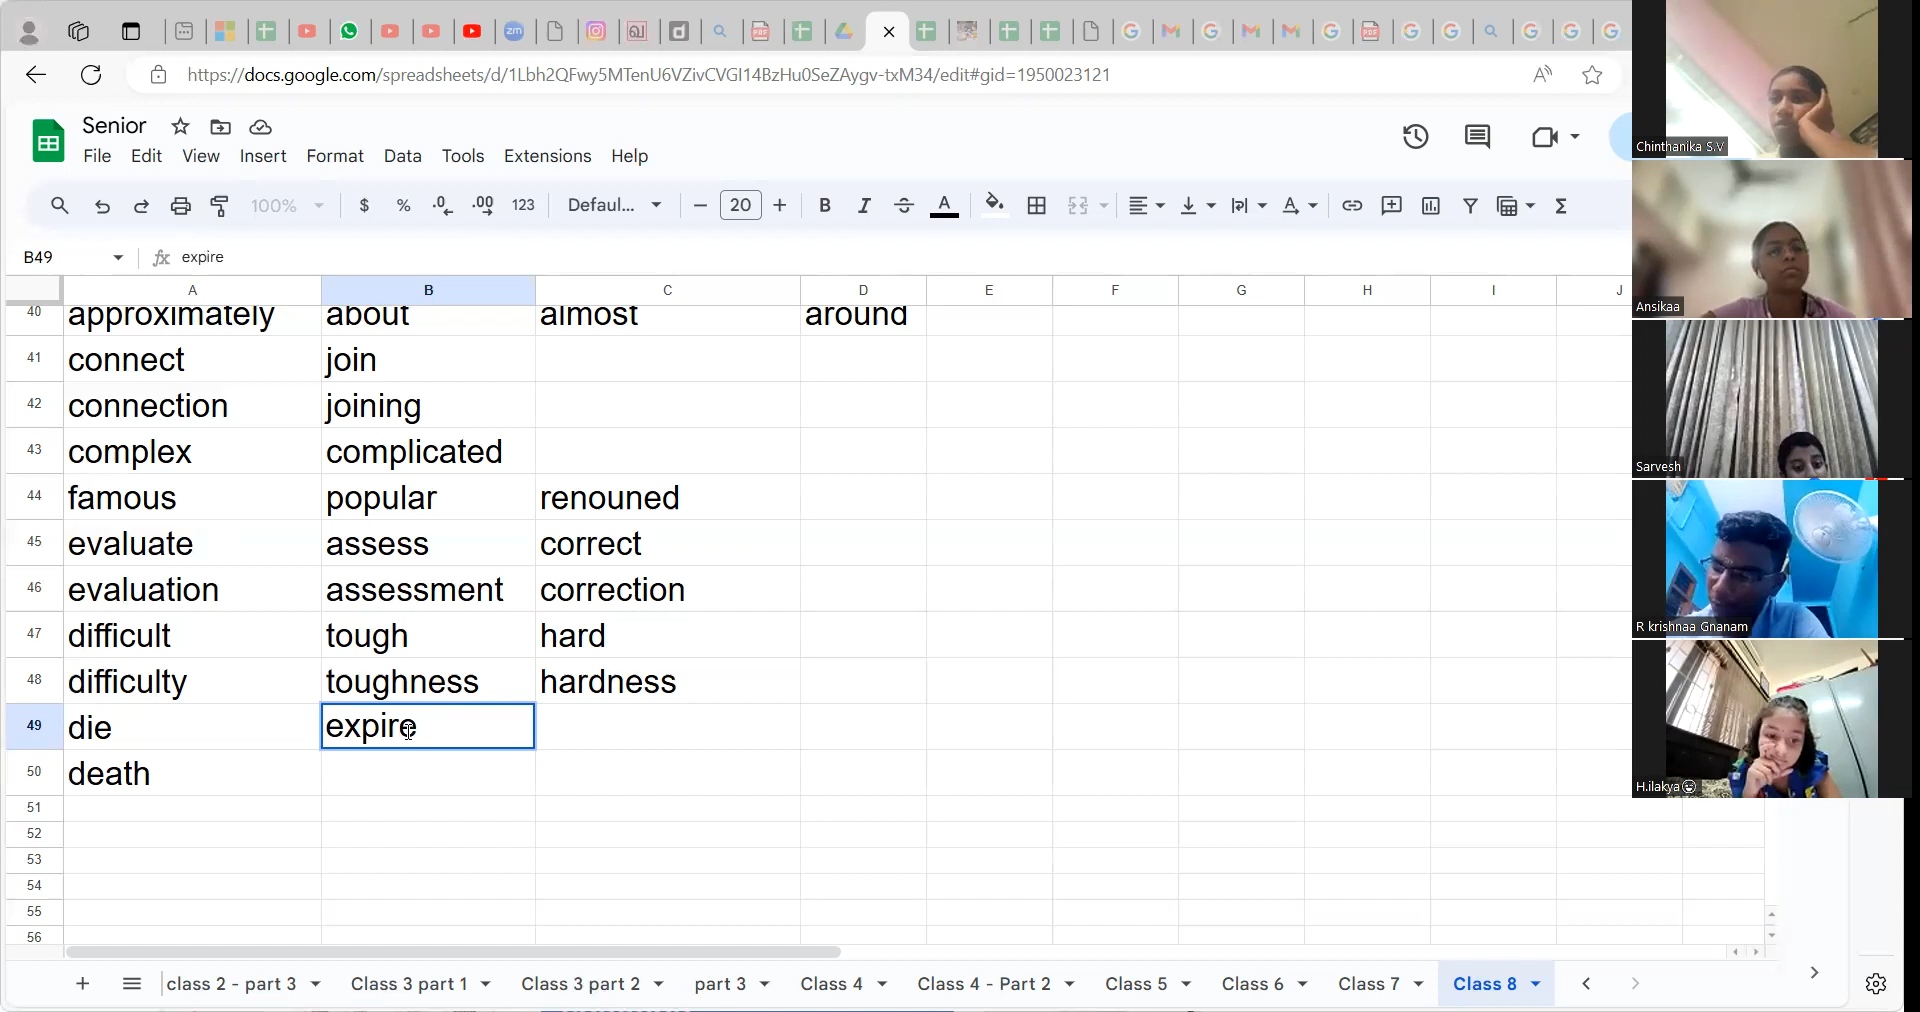 zm
https://docs.google.com/spreadsheets/d/1Lbh2QFwy5MTenU6VZivCVGI14BzHu0SeZAygv-txM34/edit#gid=1950023121
Senior
File Edit View Insert Format Data Tools Extensions Help
100% $ % .0 .00 123 Defaul... 20 B I A
B49 fx expire
A B C D E F G H I J
40 approximately about almost around
41 connect join
42 connection joining
43 complex complicated
44 famous popular renouned
45 evaluate assess correct
46 evaluation assessment correction
47 difficult tough hard
48 difficulty toughness hardness
49 die expire
50 death
51
52
53
54
55
56
class 2 - part 3 Class 3 part 1 Class 3 part 2 part 3 Class 4 Class 4 - Part 2 Class 5 Class 6 Class 7 Class 8
Chinthanika S.V
Ansikaa
Sarvesh
R krishnaa Gnanam
H.ilakya